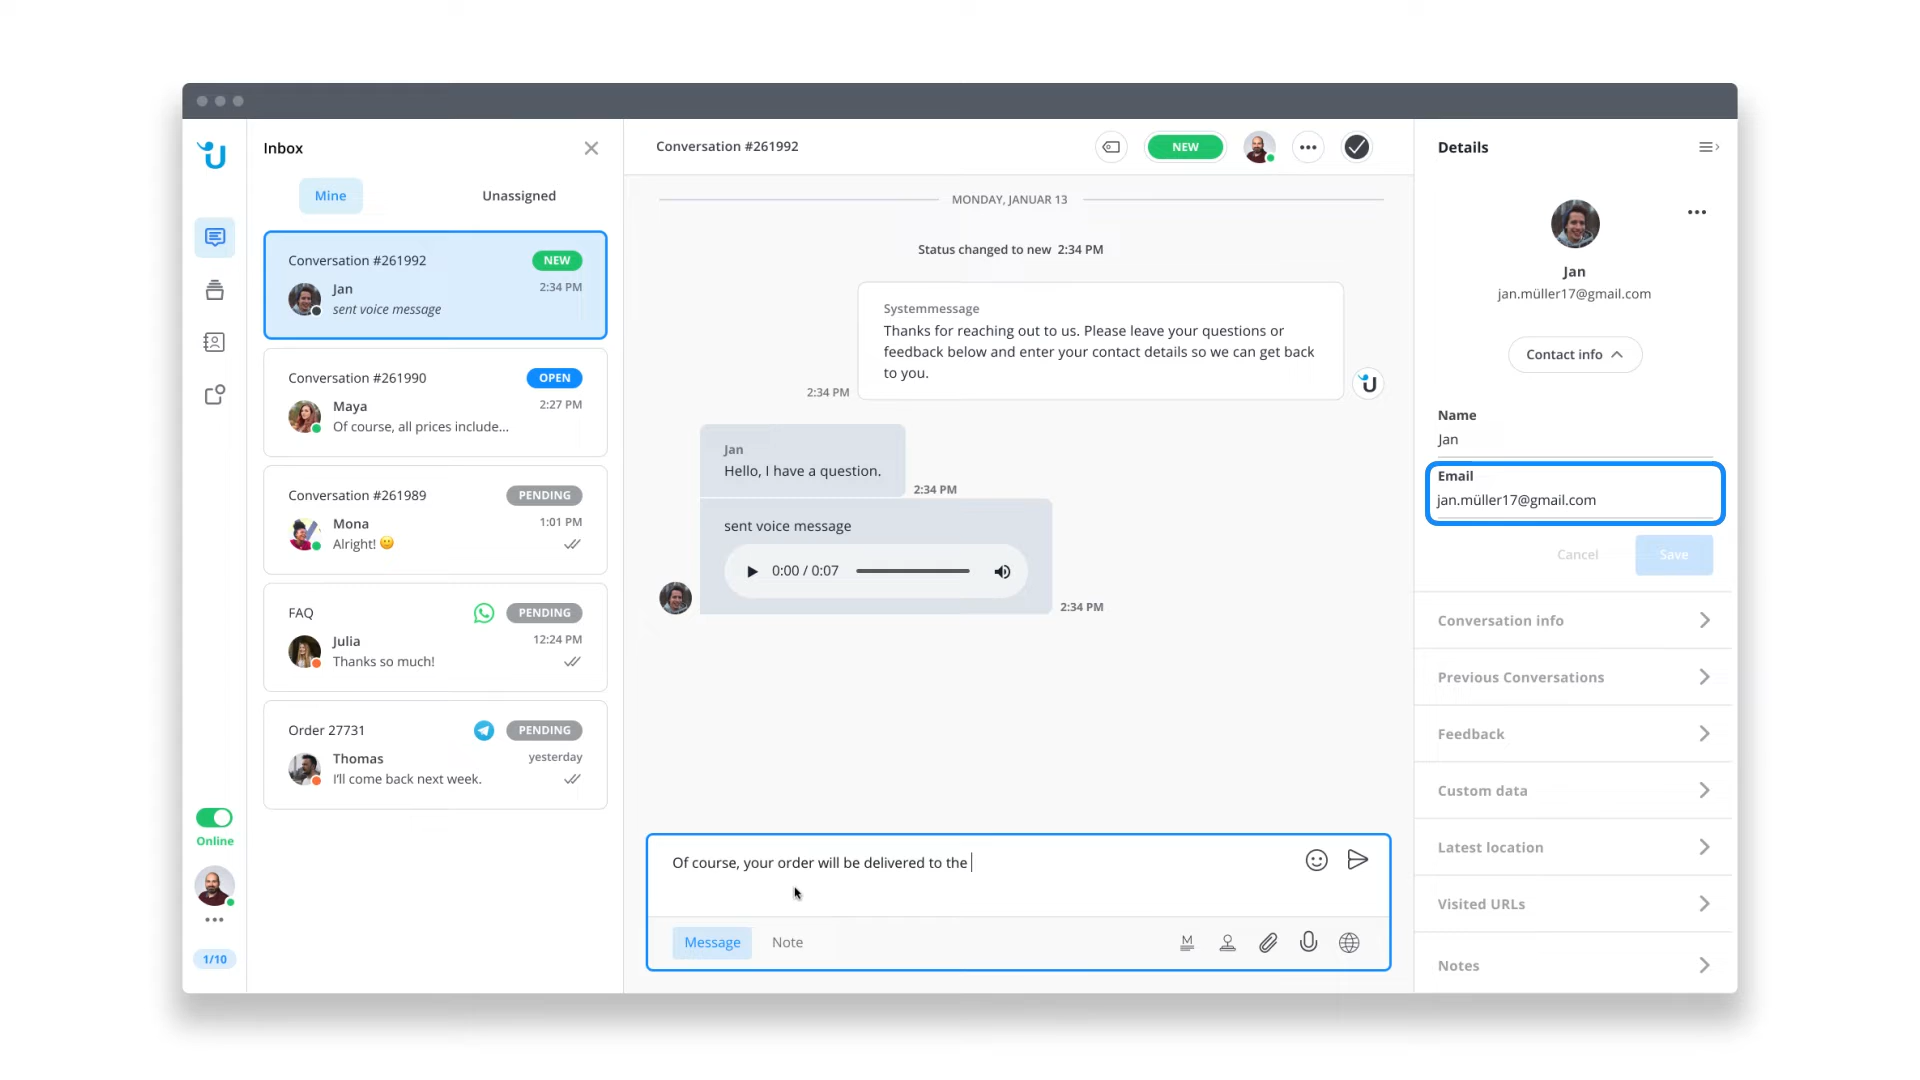 Inbox
Mine
Unassigned
Conversation #261992
NEW
Jan
2:34 PM
sent voice message
Conversation #261990
OPEN
Maya
2:27 PM
Of course, all prices include...
Conversation #261989
PENDING
Mona
1:01 PM
Alright! 🙂
FAQ
PENDING
Julia
12:24 PM
Thanks so much!
Order 27731
PENDING
Thomas
yesterday
I'll come back next week.
Online
1/10
Conversation #261992
NEW
MONDAY, JANUAR 13
Status changed to new 2:34 PM
Systemmessage
Thanks for reaching out to us. Please leave your questions or
feedback below and enter your contact details so we can get back
to you.
2:34 PM
Jan
Hello, I have a question.
2:34 PM
sent voice message
0:00 / 0:07
2:34 PM
Of course, your order will be delivered to the
Message
Note
M
Details
Jan
jan.müller17@gmail.com
Contact info
Name
Jan
Email
jan.müller17@gmail.com
Cancel
Save
Conversation info
Previous Conversations
Feedback
Custom data
Latest location
Visited URLs
Notes